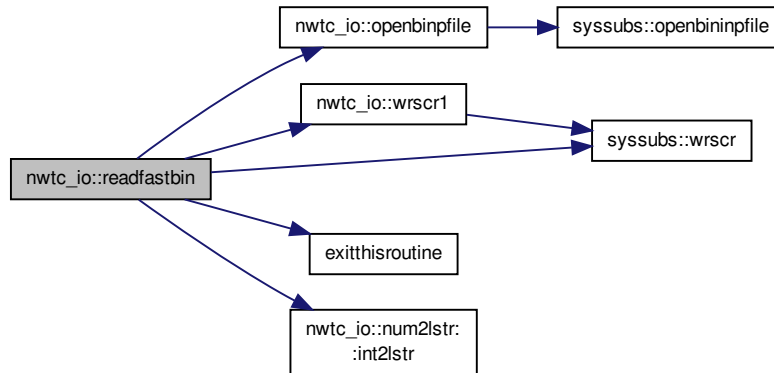 nwtc_io::openbinpfile
syssubs::openbininpfile
nwtc_io::wrscr1
syssubs::wrscr
nwtc_io::readfastbin
exitthisroutine
nwtc_io::num2lstr:
:int2lstr